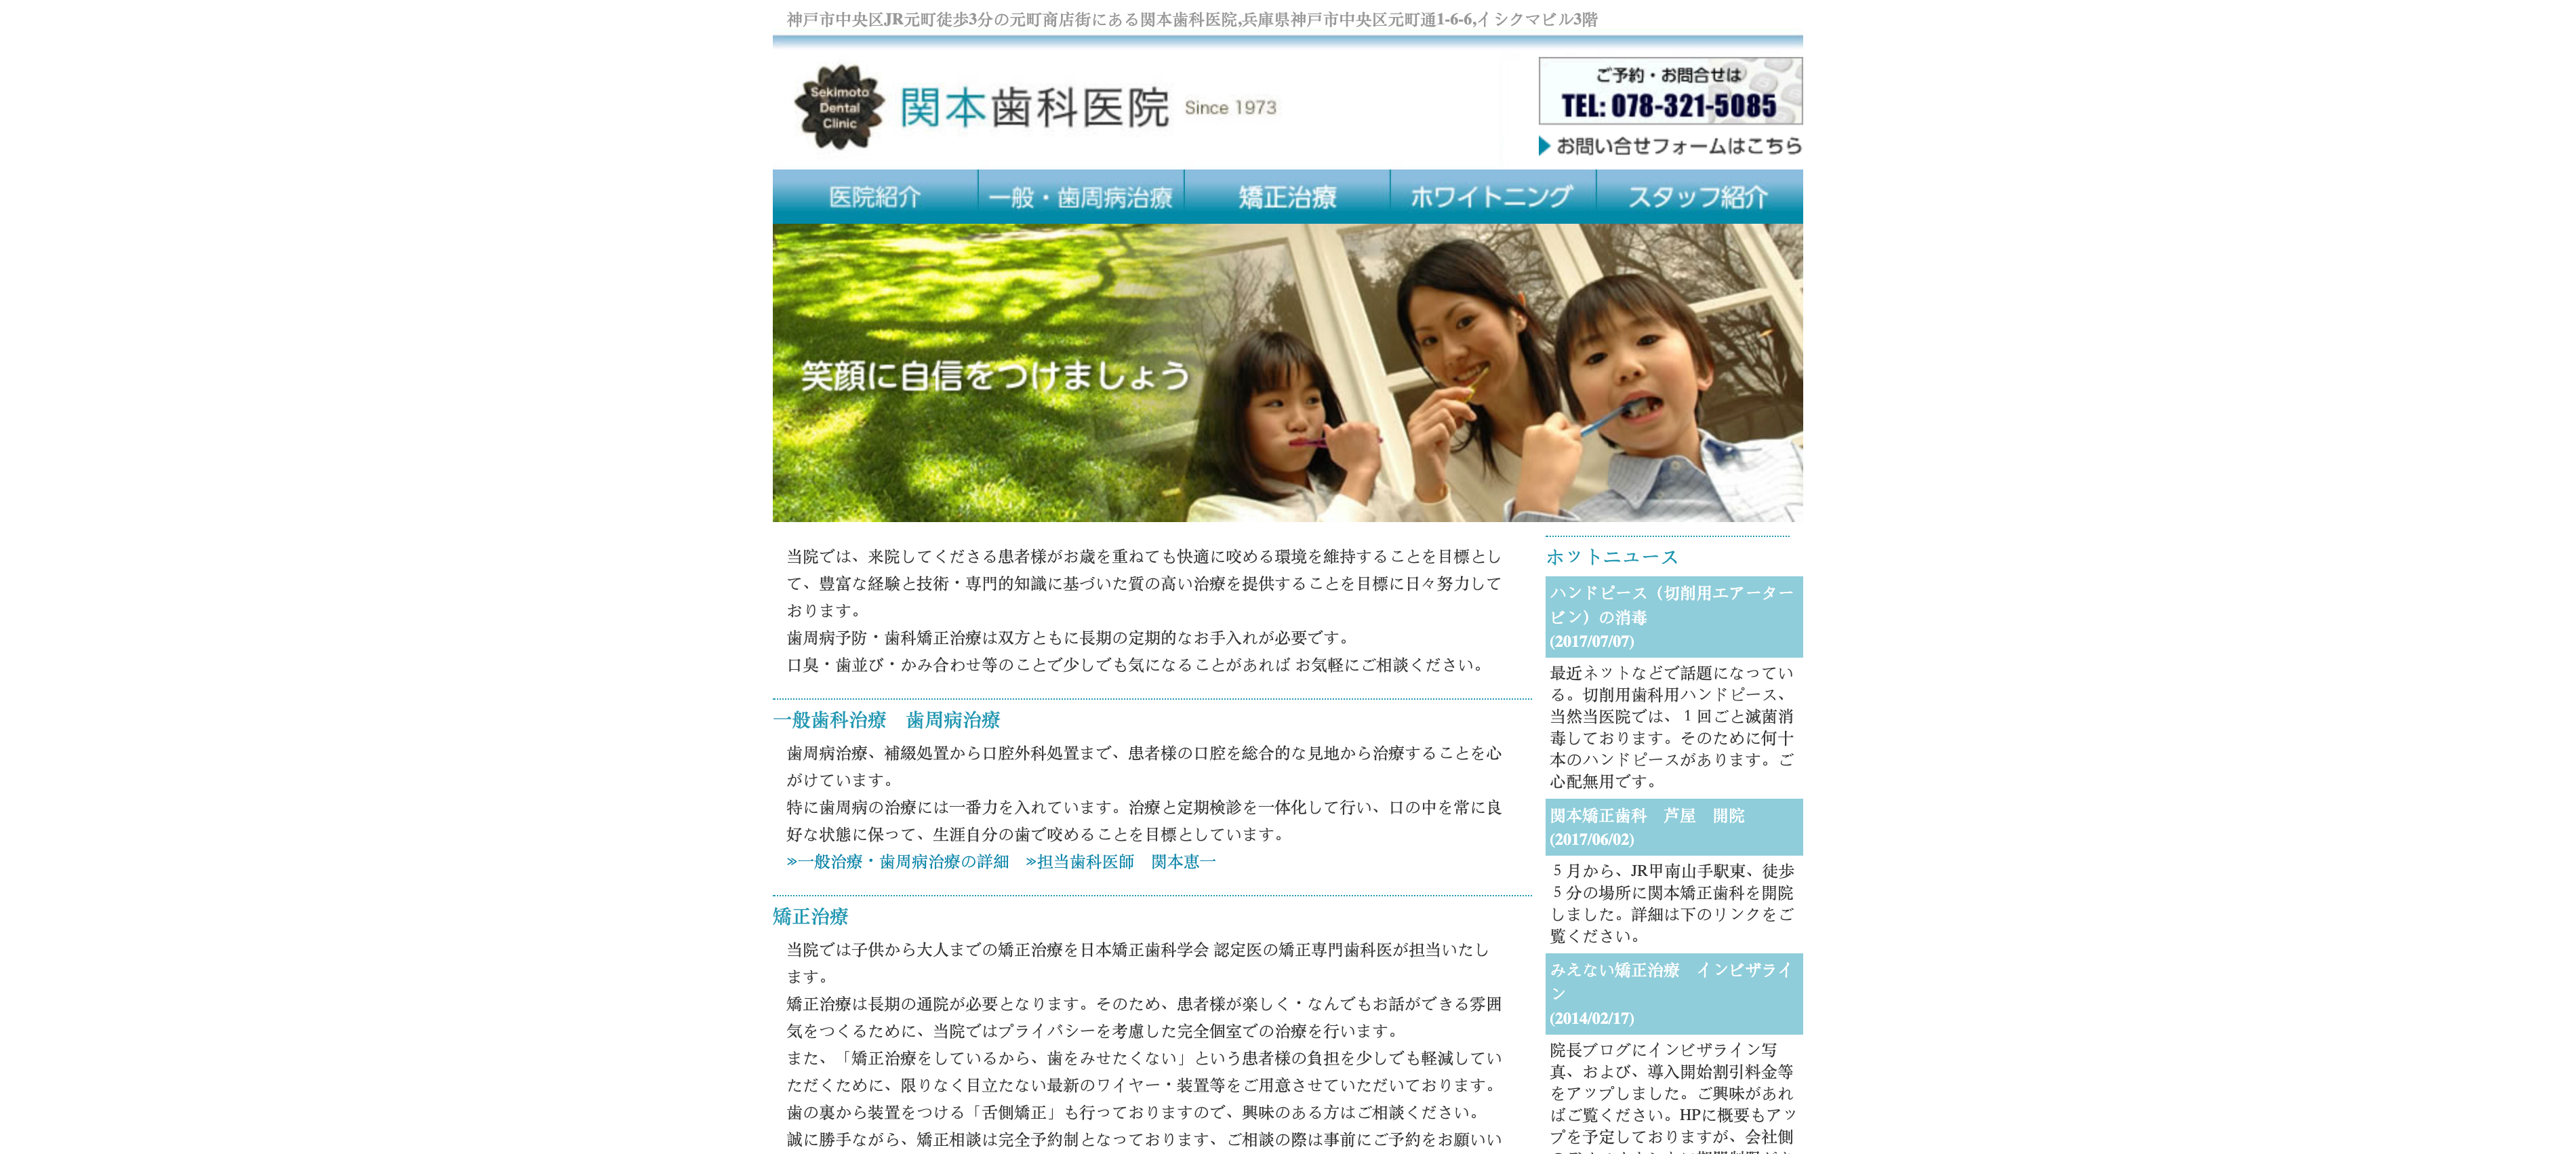 神戸市中央区JR元町徒歩3分の元町商店街にある関本歯科医院,兵庫県神戸市中央区元町通1-6-6,イシクマビル3階
Sekimoto
Dental
Clinic
関本歯科医院 Since 1973
ご予約・お問合せは
TEL: 078-321-5085
お問い合せフォームはこちら
医院紹介 一般・歯周病治療 矯正治療 ホワイトニング スタッフ紹介
笑顔に自信をつけましょう
当院では、来院してくださる患者様がお歳を重ねても快適に咬める環境を維持することを目標とし
て、豊富な経験と技術・専門的知識に基づいた質の高い治療を提供することを目標に日々努力して
おります。
歯周病予防・歯科矯正治療は双方ともに長期の定期的なお手入れが必要です。
口臭・歯並び・かみ合わせ等のことで少しでも気になることがあれば お気軽にご相談ください。
一般歯科治療　歯周病治療
歯周病治療、補綴処置から口腔外科処置まで、患者様の口腔を総合的な見地から治療することを心
がけています。
特に歯周病の治療には一番力を入れています。治療と定期検診を一体化して行い、口の中を常に良
好な状態に保って、生涯自分の歯で咬めることを目標としています。
≫一般治療・歯周病治療の詳細　≫担当歯科医師　関本恵一
矯正治療
当院では子供から大人までの矯正治療を日本矯正歯科学会 認定医の矯正専門歯科医が担当いたし
ます。
矯正治療は長期の通院が必要となります。そのため、患者様が楽しく・なんでもお話ができる雰囲
気をつくるために、当院ではプライバシーを考慮した完全個室での治療を行います。
また、「矯正治療をしているから、歯をみせたくない」という患者様の負担を少しでも軽減してい
ただくために、限りなく目立たない最新のワイヤー・装置等をご用意させていただいております。
歯の裏から装置をつける「舌側矯正」も行っておりますので、興味のある方はご相談ください。
誠に勝手ながら、矯正相談は完全予約制となっております、ご相談の際は事前にご予約をお願いい
ホットニュース
ハンドピース（切削用エアーター
ビン）の消毒
(2017/07/07)
最近ネットなどで話題になってい
る。切削用歯科用ハンドピース、
当然当医院では、１回ごと滅菌消
毒しております。そのために何十
本のハンドピースがあります。ご
心配無用です。
関本矯正歯科　芦屋　開院
(2017/06/02)
５月から、JR甲南山手駅東、徒歩
５分の場所に関本矯正歯科を開院
しました。詳細は下のリンクをご
覧ください。
みえない矯正治療　インビザライ
ン
(2014/02/17)
院長ブログにインビザライン写
真、および、導入開始割引料金等
をアップしました。ご興味があれ
ばご覧ください。HPに概要もアッ
プを予定しておりますが、会社側